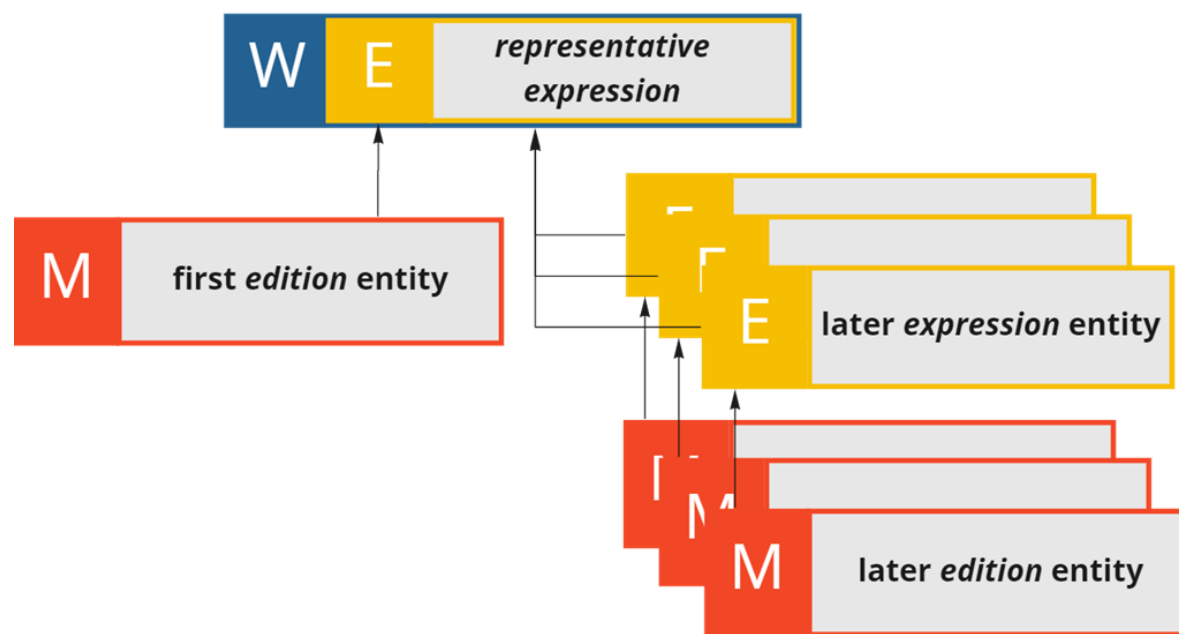 W E representative
expression
M first edition entity
E later expression entity
M
M later edition entity